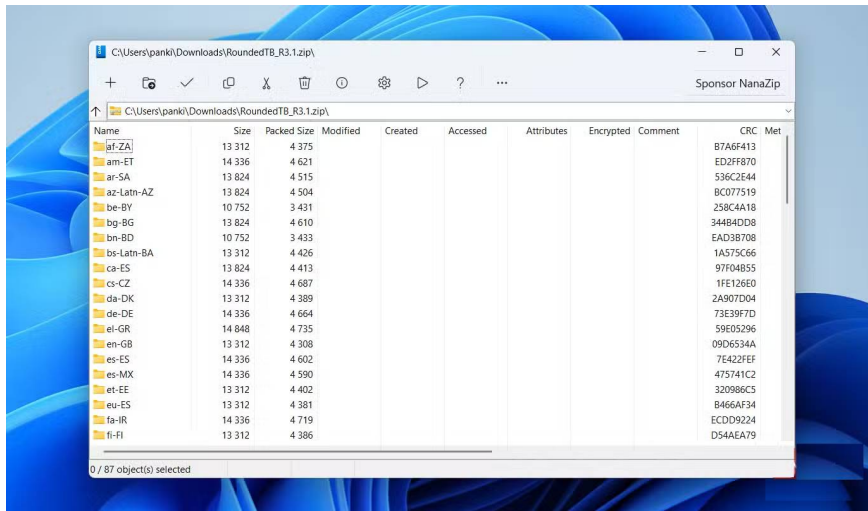 C:\Users\panki\Downloads\RoundedTB_R3.1.zip\
Sponsor NanaZip
C:\Users\panki\Downloads\RoundedTB_R3.1.zip\
Name Size Packed Size Modified Created Accessed Attributes Encrypted Comment CRC Met
af-ZA 13 312 4 375 B7A6F413
am-ET 14 336 4 621 ED2FF870
ar-SA 13 824 4 515 536C2E44
az-Latn-AZ 13 824 4 504 BC077519
be-BY 10 752 3 431 258C4A18
bg-BG 13 824 4 610 344B4DD8
bn-BD 10 752 3 433 EAD3B708
bs-Latn-BA 13 312 4 426 1A575C66
ca-ES 13 824 4 413 97F04B55
cs-CZ 14 336 4 687 1FE126E0
da-DK 13 312 4 389 2A907D04
de-DE 14 336 4 664 73E39F7D
el-GR 14 848 4 735 59E05296
en-GB 13 312 4 308 09D6534A
es-ES 14 336 4 602 7E422FEF
es-MX 14 336 4 590 475741C2
et-EE 13 312 4 402 320986C5
eu-ES 13 312 4 381 B466AF34
fa-IR 14 336 4 719 ECDD9224
fi-FI 13 312 4 386 D54AEA79
0 / 87 object(s) selected